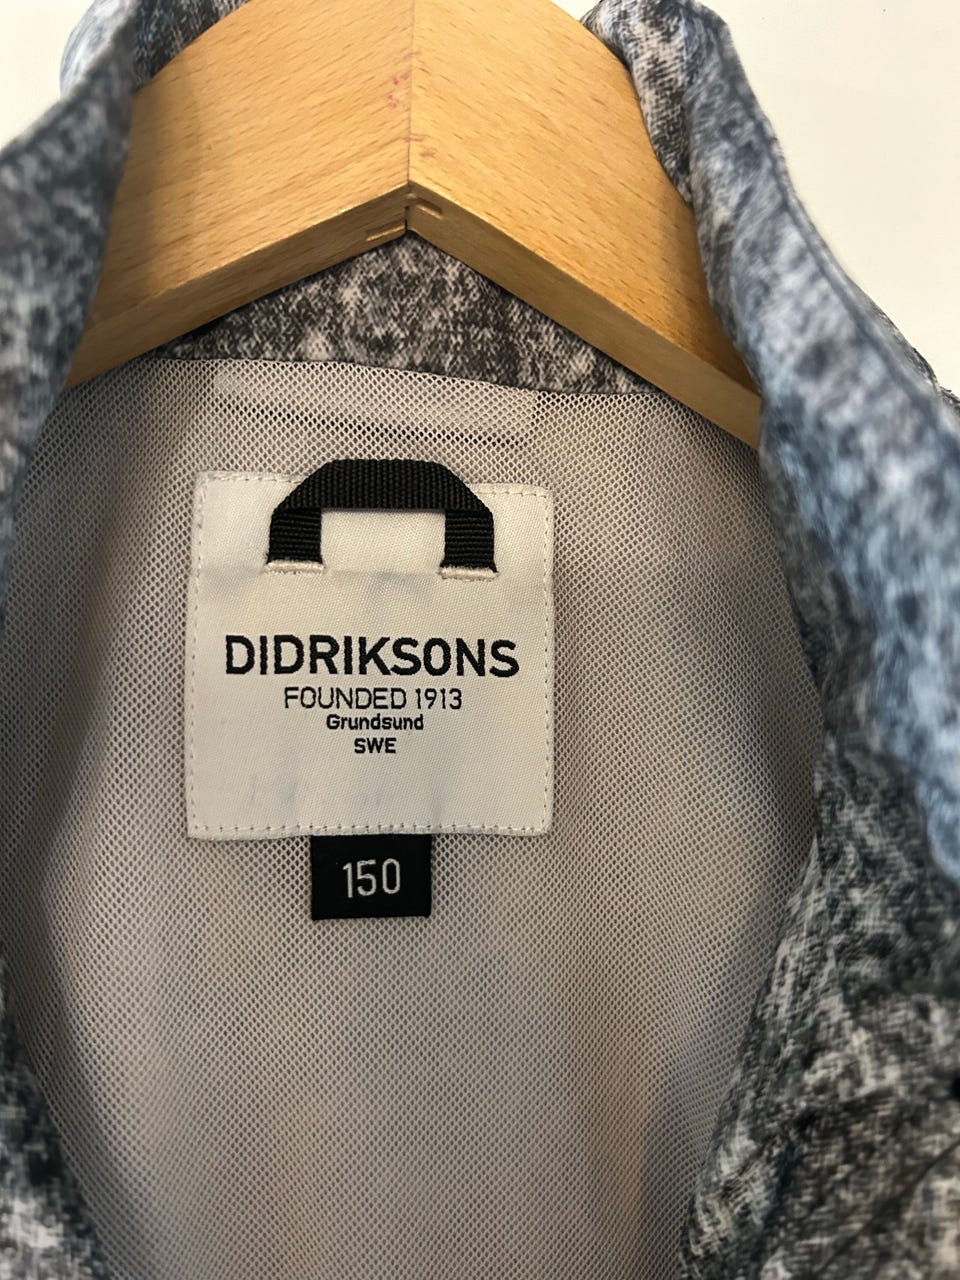 DIDRIKSONS
FOUNDED 1913
Grundsund
SWE
150